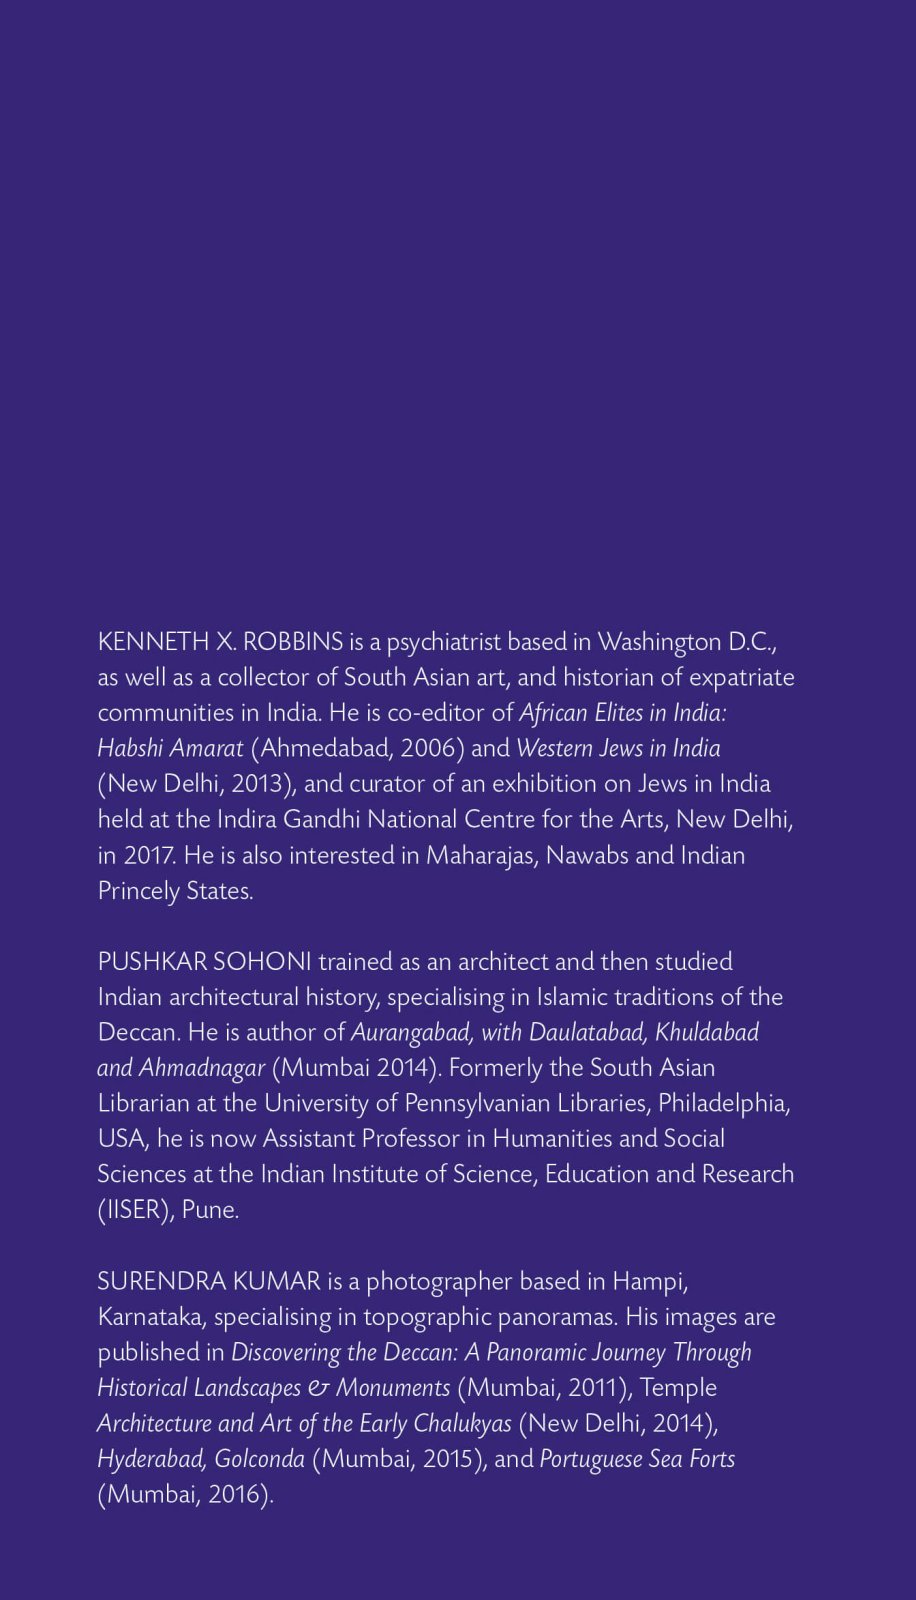 KENNETH X. ROBBINS is a psychiatrist based in Washington D.C.,
as well as a collector of South Asian art, and historian of expatriate
communities in India. He is co-editor of African Elites in India:
Habshi Amarat (Ahmedabad, 2006) and Western Jews in India
(New Delhi, 2013), and curator of an exhibition on Jews in India
held at the Indira Gandhi National Centre for the Arts, New Delhi,
in 2017. He is also interested in Maharajas, Nawabs and Indian
Princely States.
PUSHKAR SOHONI trained as an architect and then studied
Indian architectural history, specialising in Islamic traditions of the
Deccan. He is author of Aurangabad, with Daulatabad, Khuldabad
and Ahmadnagar (Mumbai 2014). Formerly the South Asian
Librarian at the University of Pennsylvanian Libraries, Philadelphia,
USA, he is now Assistant Professor in Humanities and Social
Sciences at the Indian Institute of Science, Education and Research
(IISER), Pune.
SURENDRA KUMAR is a photographer based in Hampi,
Karnataka, specialising in topographic panoramas. His images are
published in Discovering the Deccan: A Panoramic Journey Through
Historical Landscapes & Monuments (Mumbai, 2011), Temple
Architecture and Art of the Early Chalukyas (New Delhi, 2014),
Hyderabad, Golconda (Mumbai, 2015), and Portuguese Sea Forts
(Mumbai, 2016).